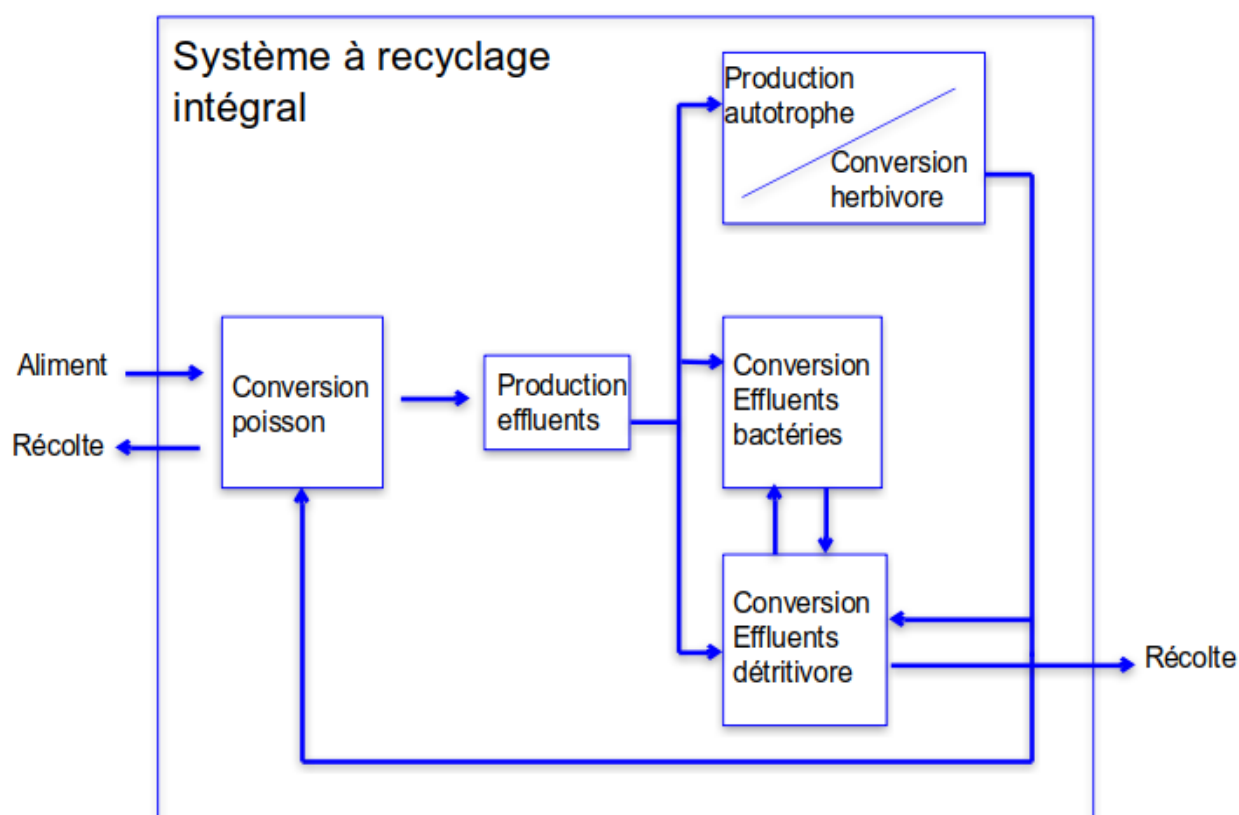 Système à recyclage
intégral
Production
autotrophe
Conversion
herbivore
Aliment
Récolte
Conversion
poisson
Production
effluents
Conversion
Effluents
bactéries
Conversion
Effluents
détritivore
Récolte